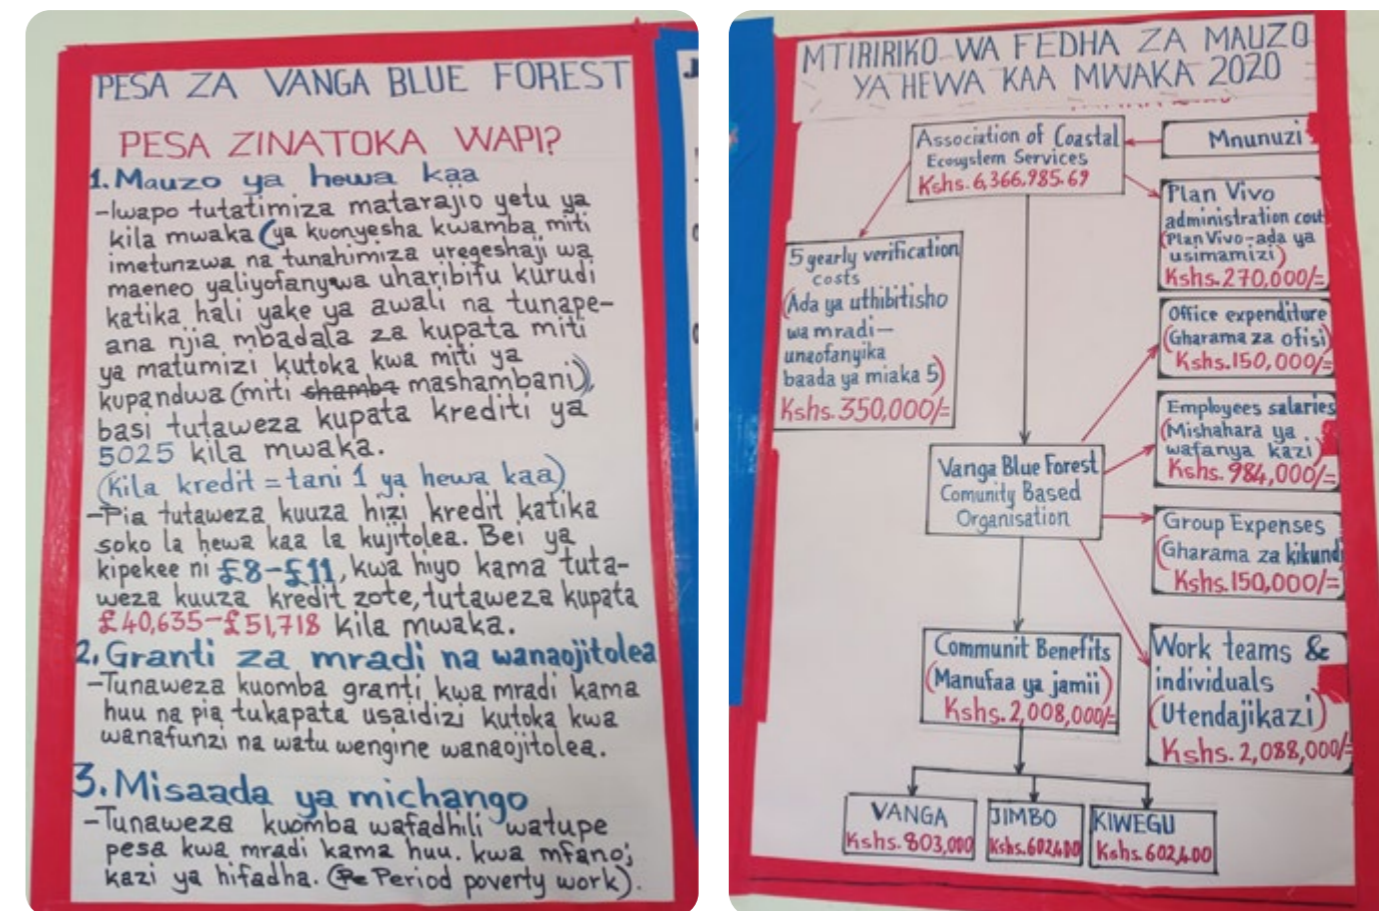 PESA ZA VANGA BLUE FOREST
PESA ZINATOKA WAPI?
1. Mauzo ya hewa kaa
-Iwapo tutatimiza matarajio yetu ya
kila mwaka (ya kuonyesha kwamba miti
imetunzwa na tunahimiza uregeshaji wa
maeneo yaliyofanywa uharibifu kurudi
katika hali yake ya awali na tunape-
ana njia mbadala za kupata miti
ya matumizi kutoka kwa miti ya
kupandwa (miti shamba mashambani)),
basi tutaweza kupata krediti ya
5025 kila mwaka.
(Kila kredit = tani 1 ya hewa kaa)
-Pia tutaweza kuuza hizi kredit katika
soko la hewa kaa la kujitolea. Bei ya
kipekee ni £8-£11, kwa hiyo kama tuta-
weza kuuza kredit zote, tutaweza kupata
£40,635-£51,718 kila mwaka.
2. Granti za mradi na wanaojitolea
-Tunaweza kuomba granti kwa mradi kama
huu na pia tukapata usaidizi kutoka kwa
wanafunzi na watu wengine wanaojitolea.
3. Misaada ya michango
-Tunaweza kuomba wafadhili watupe
pesa kwa mradi kama huu. kwa mfano;
kazi ya hifadha. (Pe Period poverty work).
MTIRIRIKO WA FEDHA ZA MAUZO
YA HEWA KAA MWAKA 2020
Association of Coastal
Ecosystem Services
Kshs. 6,366,985.69
Mnunuzi
Plan Vivo
administration cost
(Plan Vivo-ada ya
usimamizi)
Kshs. 270,000/=
5 yearly verification
costs
(Ada ya uthibitisho
wa mradi-
unaofanyika
baada ya miaka 5)
Kshs. 350,000/=
Office expenditure
(Gharama za ofisi)
Kshs. 150,000/=
Employees salaries
(Mishahara ya
wafanya kazi)
Kshs. 984,000/=
Vanga Blue Forest
Comunity Based
Organisation
Group Expenses
(Gharama za kikundi
Kshs. 150,000/=
Work teams &
individuals
(Utendajikazi)
Kshs. 2,088,000/=
Communit Benefits
(Manufaa ya jamii)
Kshs. 2,008,000/=
VANGA
Kshs. 803,000
JIMBO
Kshs. 602,400
KIWEGU
Kshs. 602,400